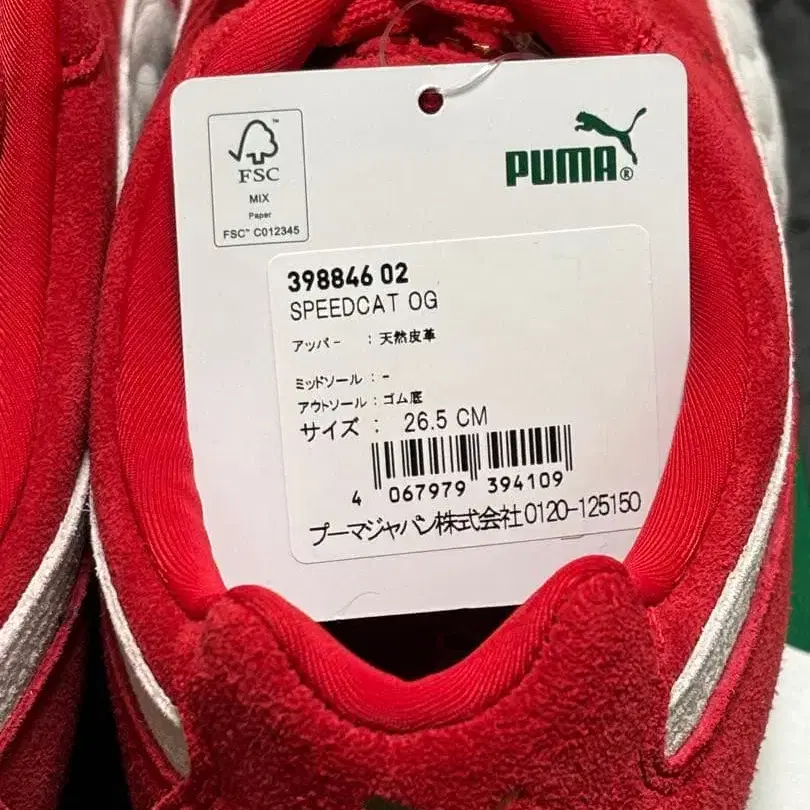 FSC™
MIX
Paper
FSC™ C012345
PUMA®
398846 02
SPEEDCAT OG
アッパー : 天然皮革
ミッドソール : -
アウトソール : ゴム底
サイズ : 26.5 CM
4 067979 394109
プーマジャパン株式会社0120-125150